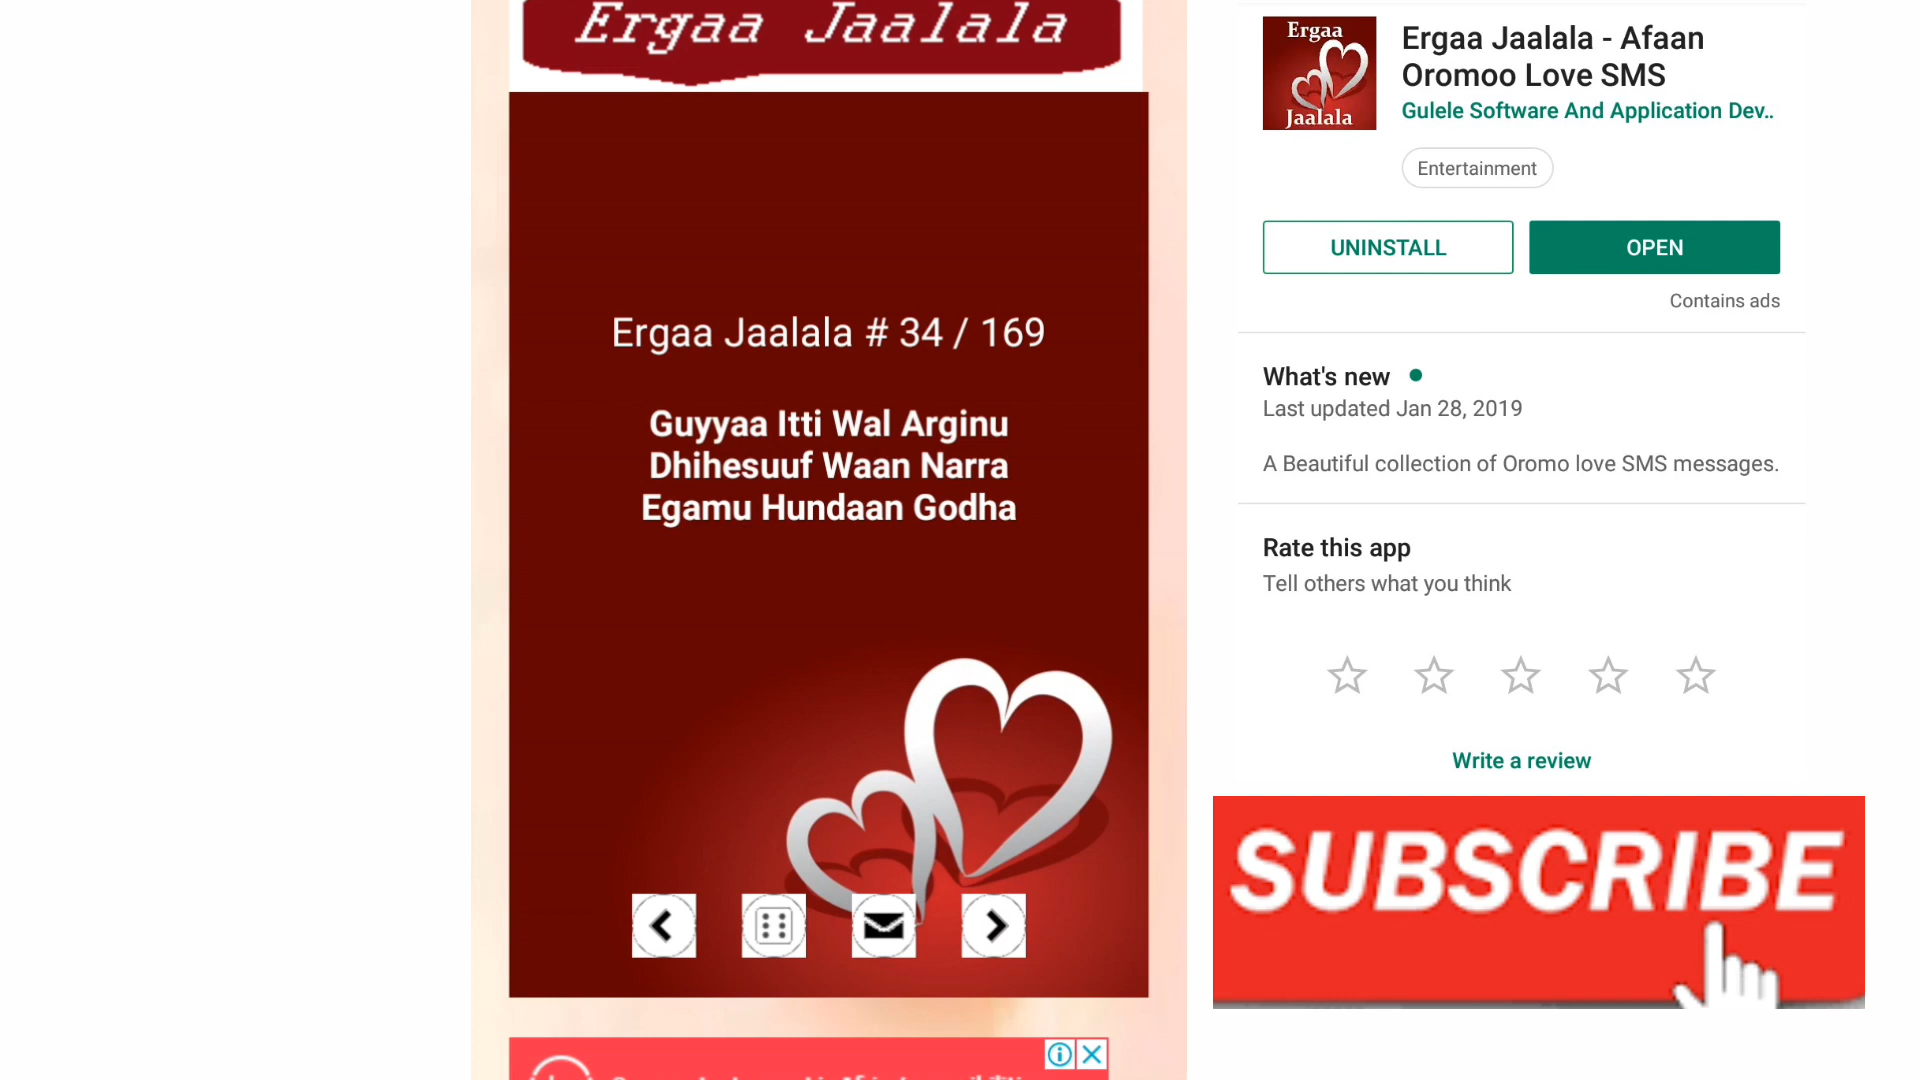 Ergaa Jaalala
Ergaa Jaalala # 34 / 169
Guyyaa Itti Wal Arginu
Dhihesuuf Waan Narra
Egamu Hundaan Godha
Ergaa
Jaalala
Ergaa Jaalala - Afaan
Oromoo Love SMS
Gulele Software And Application Dev..
Entertainment
UNINSTALL
OPEN
Contains ads
What's new
Last updated Jan 28, 2019
A Beautiful collection of Oromo love SMS messages.
Rate this app
Tell others what you think
Write a review
SUBSCRIBE